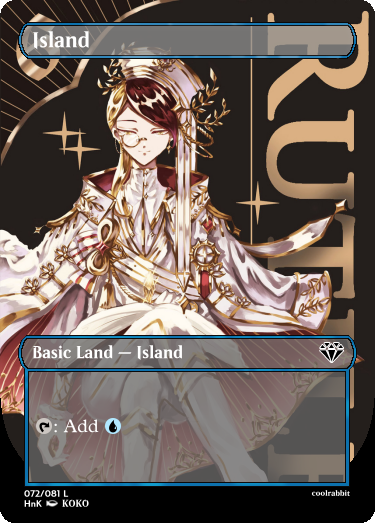 Island
RUTILE
Basic Land — Island
: Add
072/081 L
HnK KOKO
coolrabbit